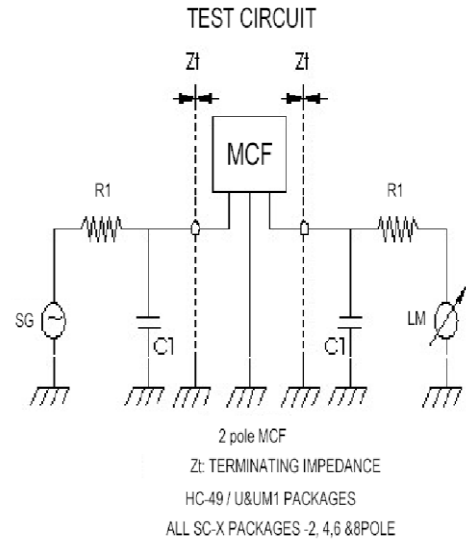 TEST CIRCUIT
Zt Zt
MCF
R1 R1
SG LM
C1 C1
2 pole MCF
Zt: TERMINATING IMPEDANCE
HC-49 / U&UM1 PACKAGES
ALL SC-X PACKAGES -2, 4,6 &8POLE